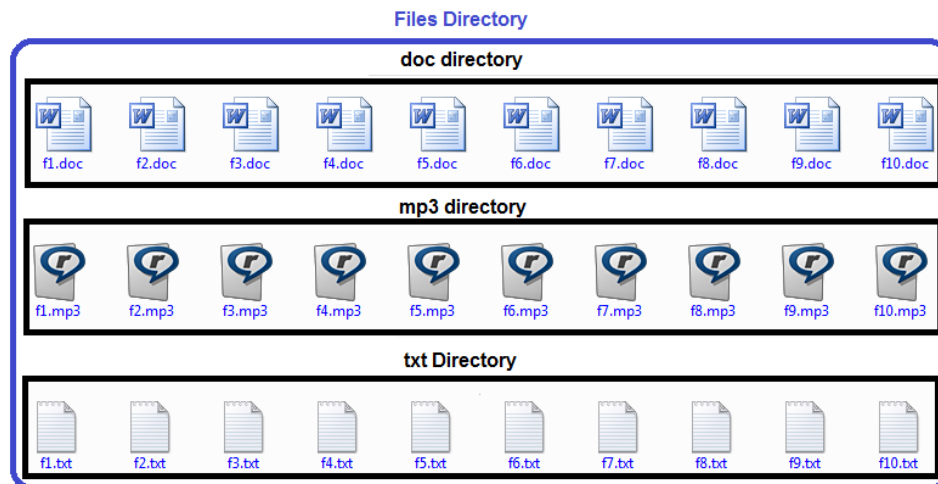 Files Directory
doc directory
f1.doc f2.doc f3.doc f4.doc f5.doc f6.doc f7.doc f8.doc f9.doc f10.doc
mp3 directory
f1.mp3 f2.mp3 f3.mp3 f4.mp3 f5.mp3 f6.mp3 f7.mp3 f8.mp3 f9.mp3 f10.mp3
txt Directory
f1.txt f2.txt f3.txt f4.txt f5.txt f6.txt f7.txt f8.txt f9.txt f10.txt